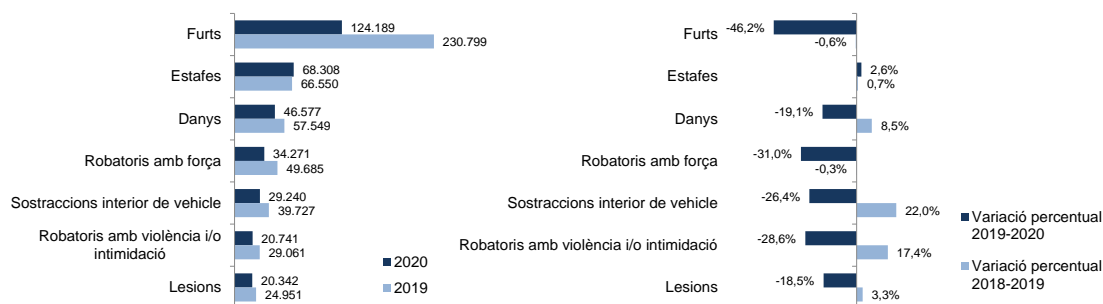 Furts
124.189
230.799
Estafes
68.308
66.550
Danys
46.577
57.549
Robatoris amb força
34.271
49.685
Sostraccions interior de vehicle
29.240
39.727
Robatoris amb violència i/o
intimidació
20.741
29.061
Lesions
20.342
24.951
2020
2019
Furts
-46,2%
-0,6%
Estafes
2,6%
0,7%
Danys
-19,1%
8,5%
Robatoris amb força
-31,0%
-0,3%
Sostraccions interior de vehicle
-26,4%
22,0%
Robatoris amb violència i/o intimidació
-28,6%
17,4%
Lesions
-18,5%
3,3%
Variació percentual
2019-2020
Variació percentual
2018-2019